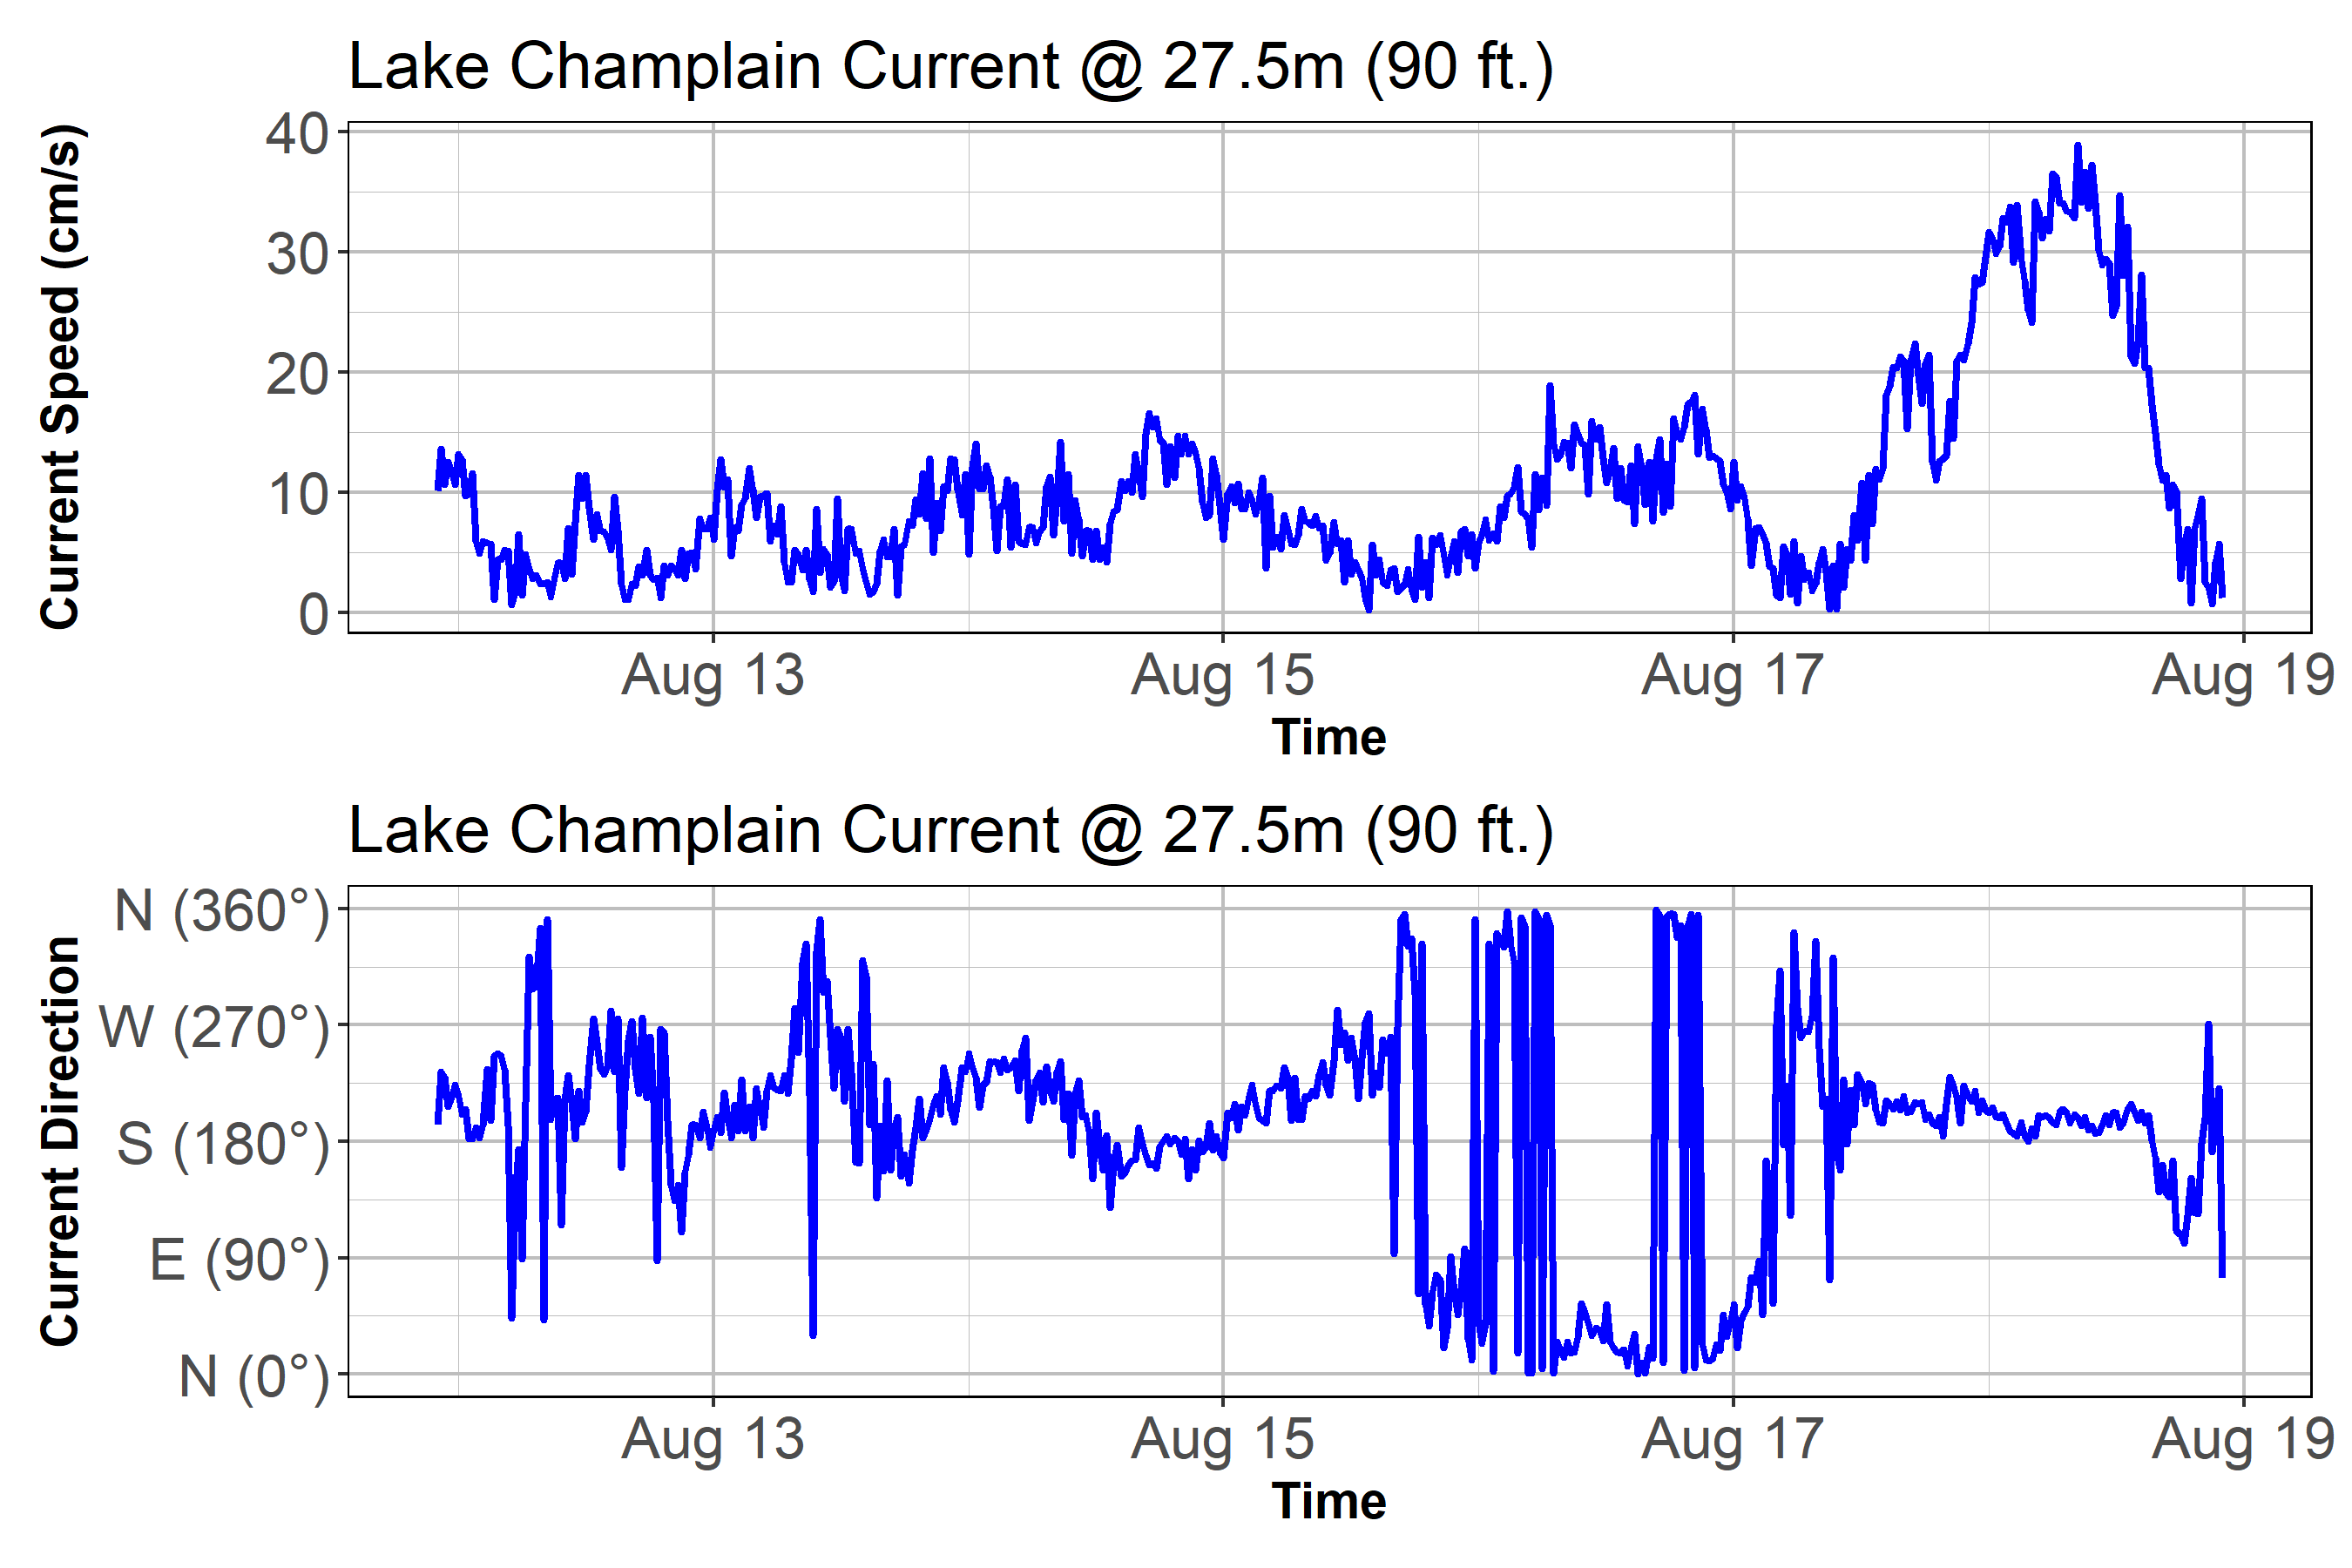 Lake Champlain Current @ 27.5m (90 ft.)
Current Speed (cm/s)
40
30
20
10
0
Aug 13 Aug 15 Aug 17 Aug 19
Time
Lake Champlain Current @ 27.5m (90 ft.)
Current Direction
N (360°)
W (270°)
S (180°)
E (90°)
N (0°)
Aug 13 Aug 15 Aug 17 Aug 19
Time